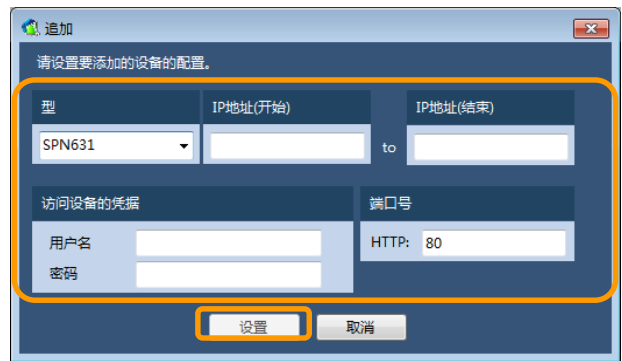 追加
请设置要添加的设备的配置。
型 IP地址(开始) IP地址(结束)
SPN631 to
访问设备的凭据 端口号
用户名 HTTP: 80
密码
设置 取消